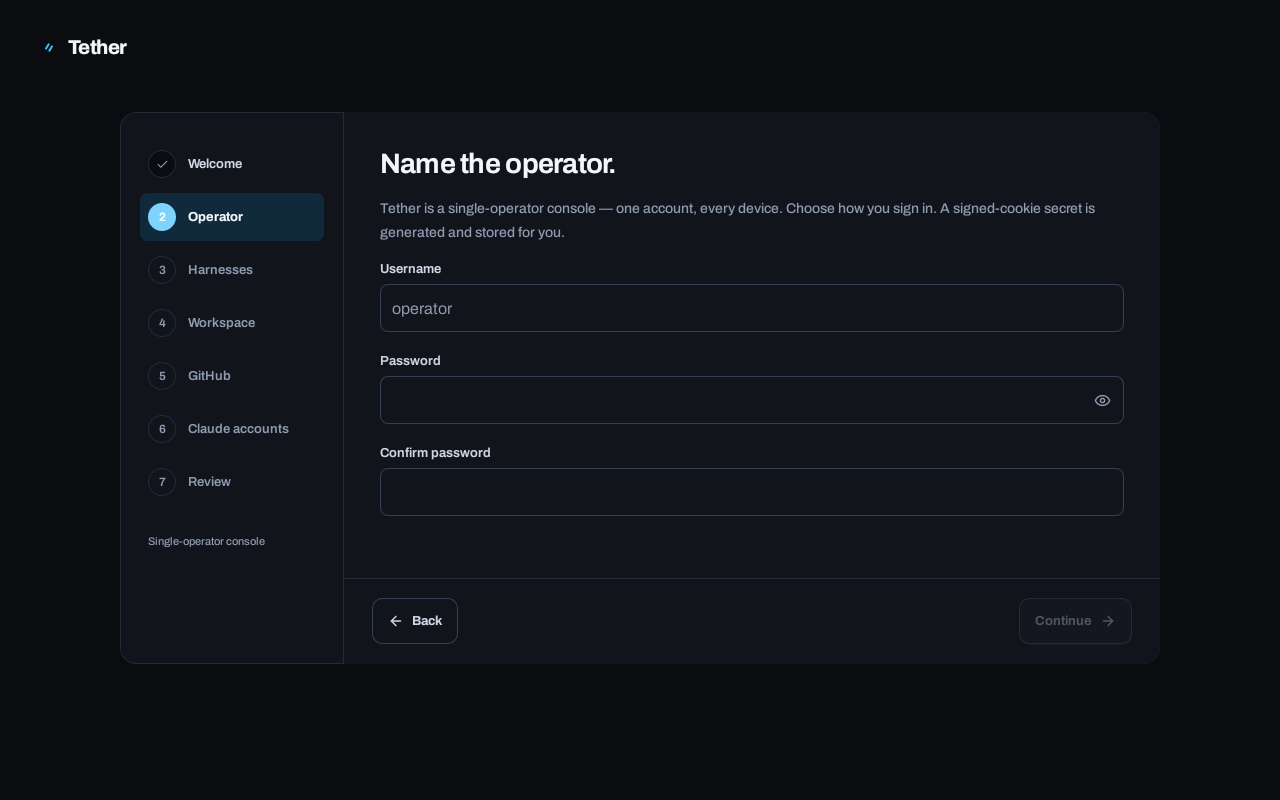 Tether
Welcome
2 Operator
3 Harnesses
4 Workspace
5 GitHub
6 Claude accounts
7 Review
Single-operator console
Name the operator.
Tether is a single-operator console — one account, every device. Choose how you sign in. A signed-cookie secret is
generated and stored for you.
Username
operator
Password
Confirm password
Back
Continue